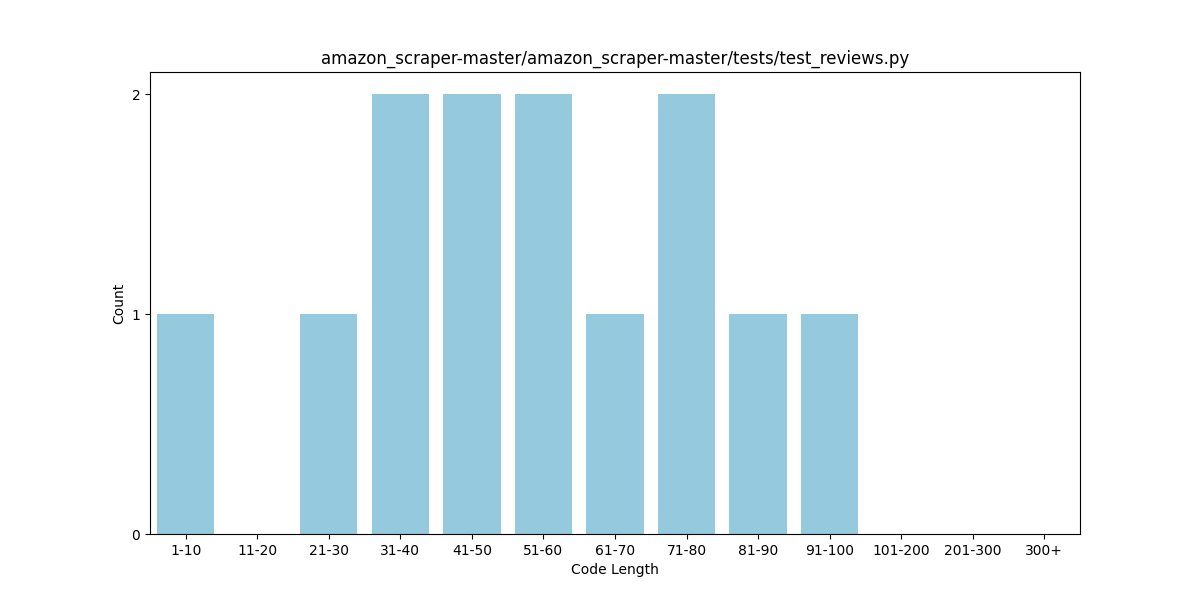 amazon_scraper-master/amazon_scraper-master/tests/test_reviews.py
2
1
0
Count
1-10 11-20 21-30 31-40 41-50 51-60 61-70 71-80 81-90 91-100 101-200 201-300 300+
Code Length